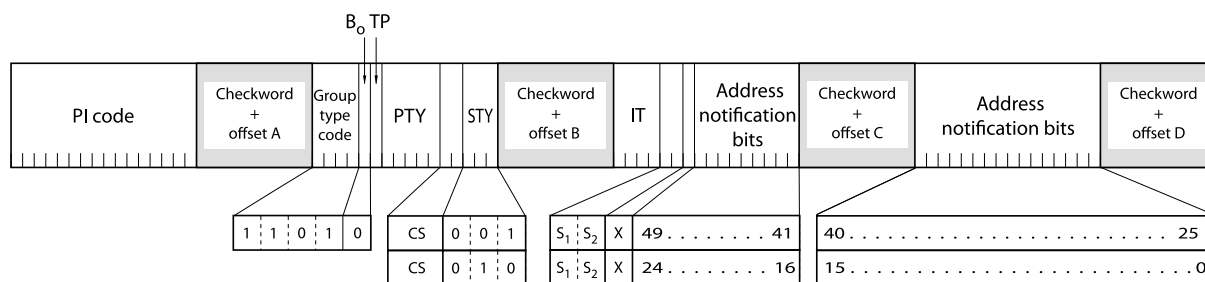 B₀ TP
PI code
Checkword
+
offset A
Group
type
code
PTY
STY
Checkword
+
offset B
IT
Address
notification
bits
Checkword
+
offset C
Address
notification bits
Checkword
+
offset D
1 1 0 1 0
CS 0 0 1
S₁ S₂ X 49 . . . . . . . . 41
40 . . . . . . . . . . . . . . . . . . . . . . . 25
CS 0 1 0
S₁ S₂ X 24 . . . . . . . . 16
15 . . . . . . . . . . . . . . . . . . . . . . . . 0